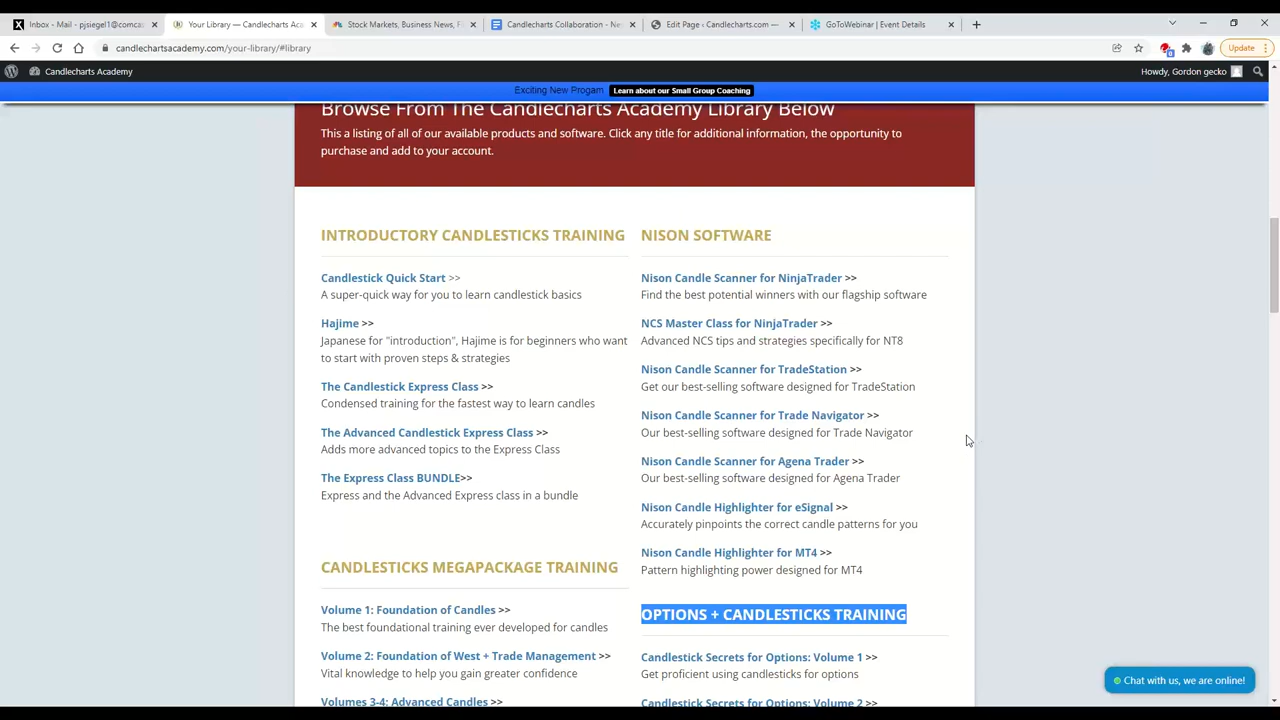 Inbox - Mail - pjsiegel1@comcas
Your Library — Candlecharts Aca
Stock Markets, Business News, F
Candlecharts Collaboration - Ne
Edit Page ‹ Candlecharts.com —
GoToWebinar | Event Details
candlechartsacademy.com/your-library/#library
Update
Candlecharts Academy
Howdy, Gordon gecko
Exciting New Progam
Learn about our Small Group Coaching
Browse From The Candlecharts Academy Library Below
This a listing of all of our available products and software. Click any title for additional information, the opportunity to
purchase and add to your account.
INTRODUCTORY CANDLESTICKS TRAINING
Candlestick Quick Start >>
A super-quick way for you to learn candlestick basics
Hajime >>
Japanese for "introduction", Hajime is for beginners who want
to start with proven steps & strategies
The Candlestick Express Class >>
Condensed training for the fastest way to learn candles
The Advanced Candlestick Express Class >>
Adds more advanced topics to the Express Class
The Express Class BUNDLE>>
Express and the Advanced Express class in a bundle
CANDLESTICKS MEGAPACKAGE TRAINING
Volume 1: Foundation of Candles >>
The best foundational training ever developed for candles
Volume 2: Foundation of West + Trade Management >>
Vital knowledge to help you gain greater confidence
Volumes 3-4: Advanced Candles >>
NISON SOFTWARE
Nison Candle Scanner for NinjaTrader >>
Find the best potential winners with our flagship software
NCS Master Class for NinjaTrader >>
Advanced NCS tips and strategies specifically for NT8
Nison Candle Scanner for TradeStation >>
Get our best-selling software designed for TradeStation
Nison Candle Scanner for Trade Navigator >>
Our best-selling software designed for Trade Navigator
Nison Candle Scanner for Agena Trader >>
Our best-selling software designed for Agena Trader
Nison Candle Highlighter for eSignal >>
Accurately pinpoints the correct candle patterns for you
Nison Candle Highlighter for MT4 >>
Pattern highlighting power designed for MT4
OPTIONS + CANDLESTICKS TRAINING
Candlestick Secrets for Options: Volume 1 >>
Get proficient using candlesticks for options
Candlestick Secrets for Options: Volume 2 >>
Chat with us, we are online!